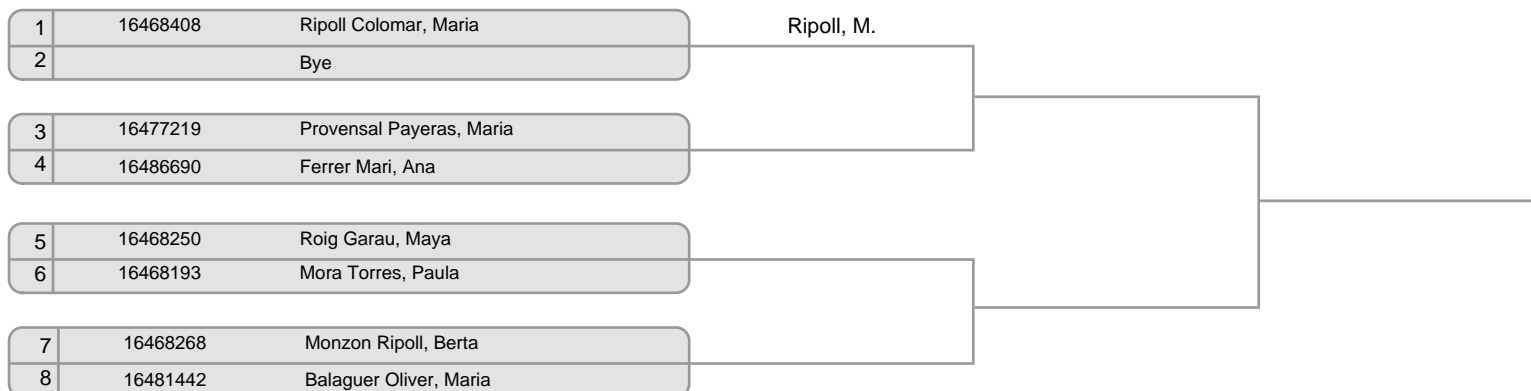 1 16468408 Ripoll Colomar, Maria Ripoll, M.
2 Bye
3 16477219 Provensal Payeras, Maria
4 16486690 Ferrer Mari, Ana
5 16468250 Roig Garau, Maya
6 16468193 Mora Torres, Paula
7 16468268 Monzon Ripoll, Berta
8 16481442 Balaguer Oliver, Maria